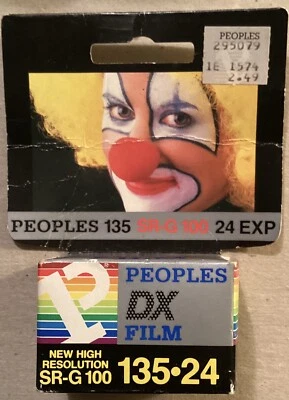 PEOPLES
295079
18 1574
2.49
PEOPLES 135 SR-G 100 24 EXP
P
PEOPLES
DX
FILM
NEW HIGH
RESOLUTION
SR-G 100
135•24